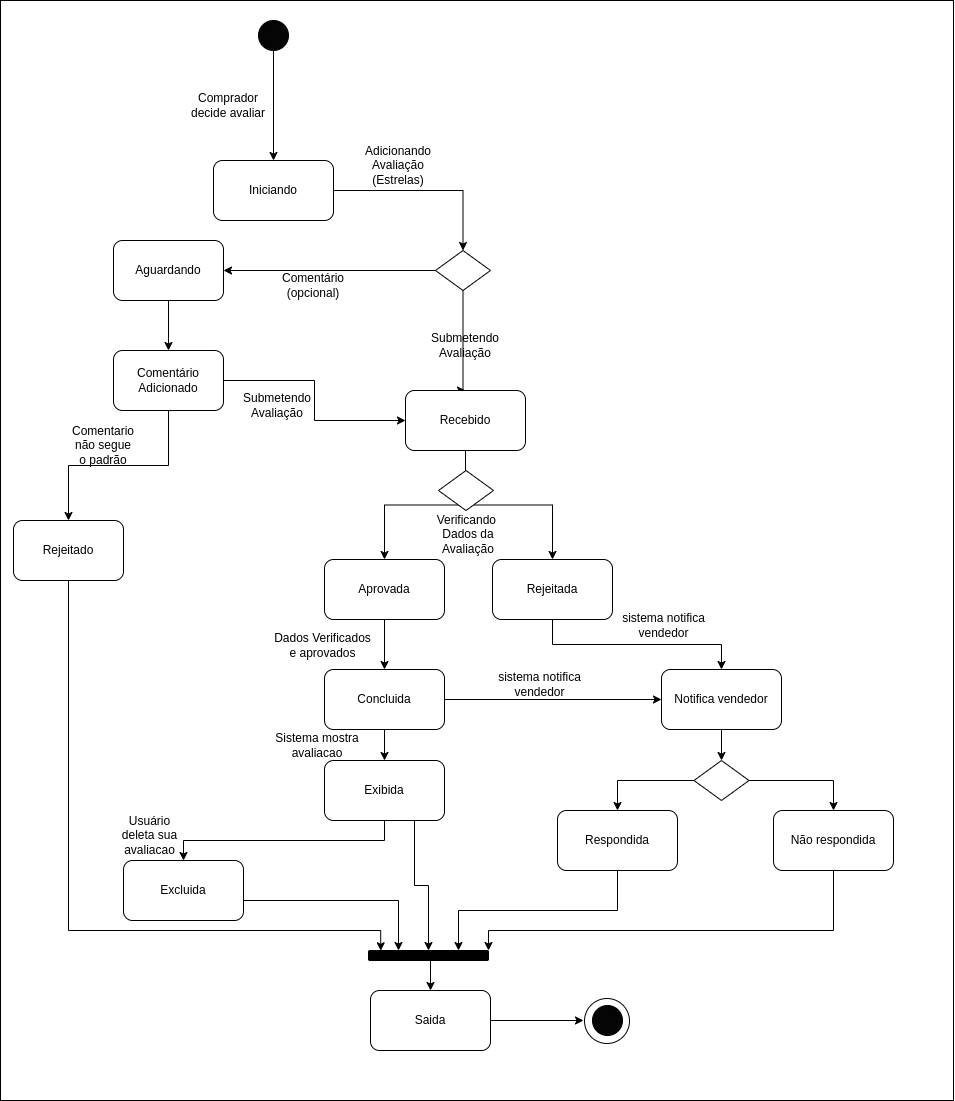 Comprador
decide avaliar
Adicionando
Avaliação
(Estrelas)
Iniciando
Aguardando
Comentário
(opcional)
Submetendo
Avaliação
Comentário
Adicionado
Submetendo
Avaliação
Recebido
Comentario
não segue
o padrão
Verificando
Dados da
Avaliação
Rejeitado
Aprovada
Rejeitada
sistema notifica
vendedor
Dados Verificados
e aprovados
sistema notifica
vendedor
Concluida
Notifica vendedor
Sistema mostra
avaliacao
Exibida
Usuário
deleta sua
avaliacao
Respondida
Não respondida
Excluida
Saida